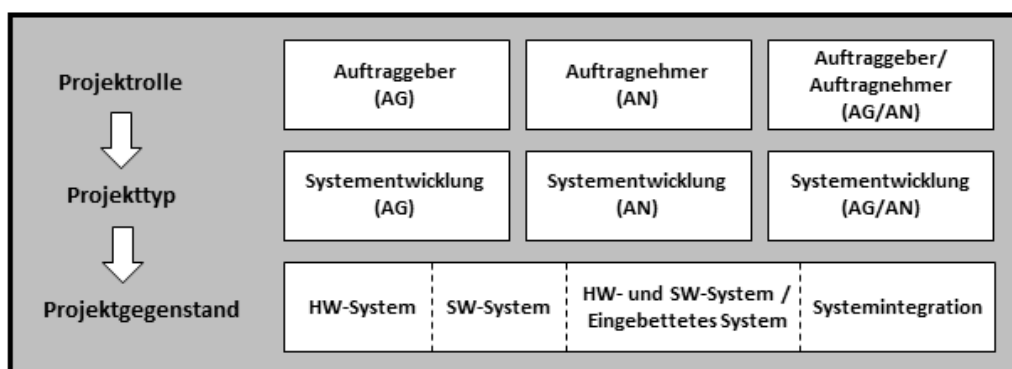 Projektrolle
Auftraggeber
(AG)
Auftragnehmer
(AN)
Auftraggeber/
Auftragnehmer
(AG/AN)
Projekttyp
Systementwicklung
(AG)
Systementwicklung
(AN)
Systementwicklung
(AG/AN)
Projektgegenstand
HW-System
SW-System
HW- und SW-System /
Eingebettetes System
Systemintegration